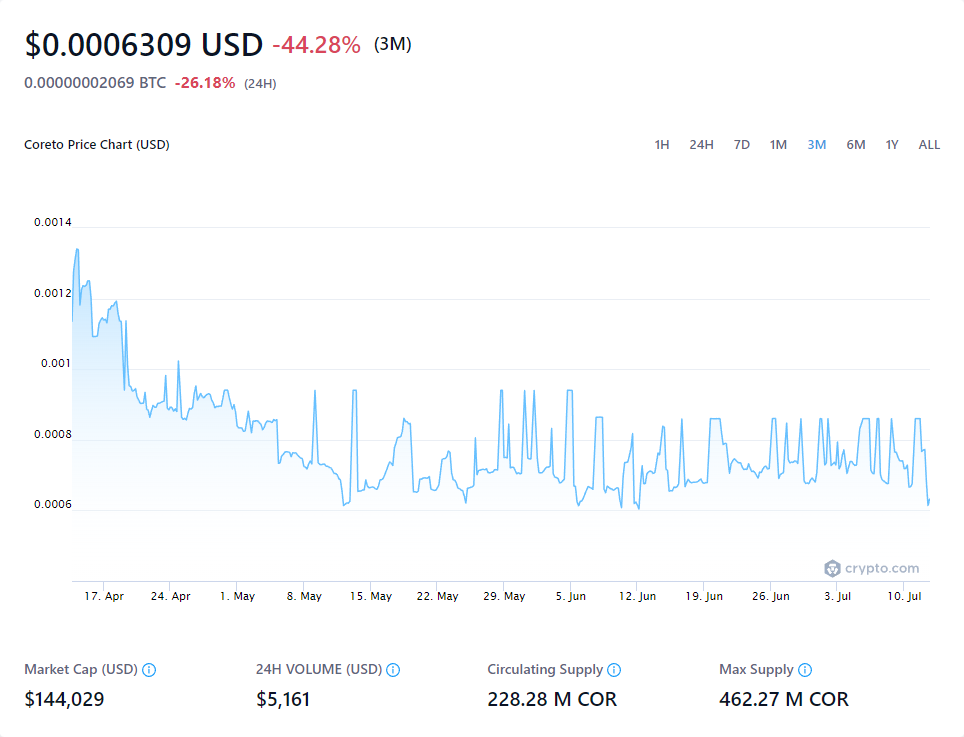 $0.0006309 USD -44.28% (3M)
0.00000002069 BTC -26.18% (24H)
Coreto Price Chart (USD) 1H 24H 7D 1M 3M 6M 1Y ALL
0.0014
0.0012
0.001
0.0008
0.0006
crypto.com
17. Apr 24. Apr 1. May 8. May 15. May 22. May 29. May 5. Jun 12. Jun 19. Jun 26. Jun 3. Jul 10. Jul
Market Cap (USD) 24H VOLUME (USD) Circulating Supply Max Supply
$144,029 $5,161 228.28 M COR 462.27 M COR